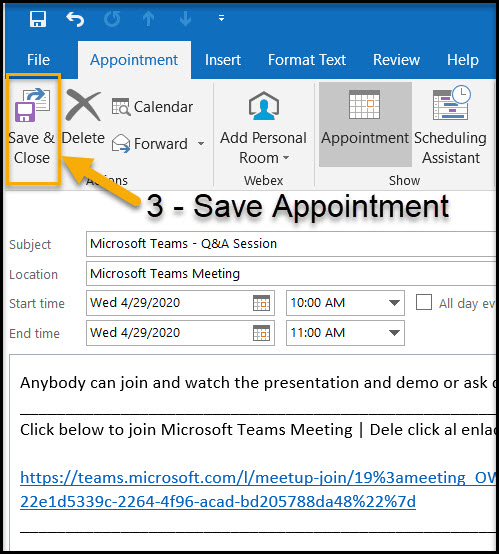 File Appointment Insert Format Text Review Help
Save & Close
Delete
Calendar
Forward
Actions
Add Personal Room
Webex
Appointment
Scheduling Assistant
Show
3 - Save Appointment
Subject Microsoft Teams - Q&A Session
Location Microsoft Teams Meeting
Start time Wed 4/29/2020 10:00 AM All day ev
End time Wed 4/29/2020 11:00 AM
Anybody can join and watch the presentation and demo or ask
Click below to join Microsoft Teams Meeting | Dele click al enlac
https://teams.microsoft.com/l/meetup-join/19%3ameeting_OW
22e1d5339c-2264-4f96-acad-bd205788da48%22%7d